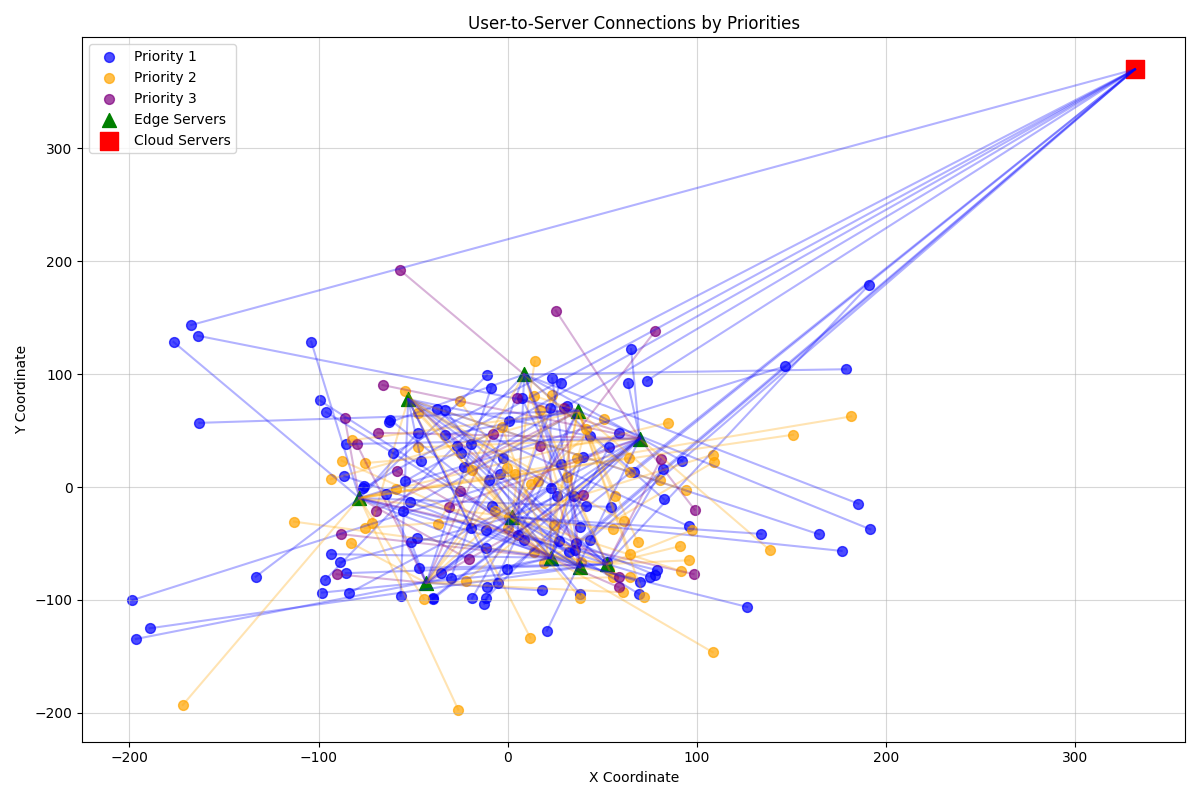 User-to-Server Connections by Priorities
Priority 1
Priority 2
Priority 3
Edge Servers
Cloud Servers
Y Coordinate
300
200
100
0
−100
−200
−200
−100
0
100
200
300
X Coordinate